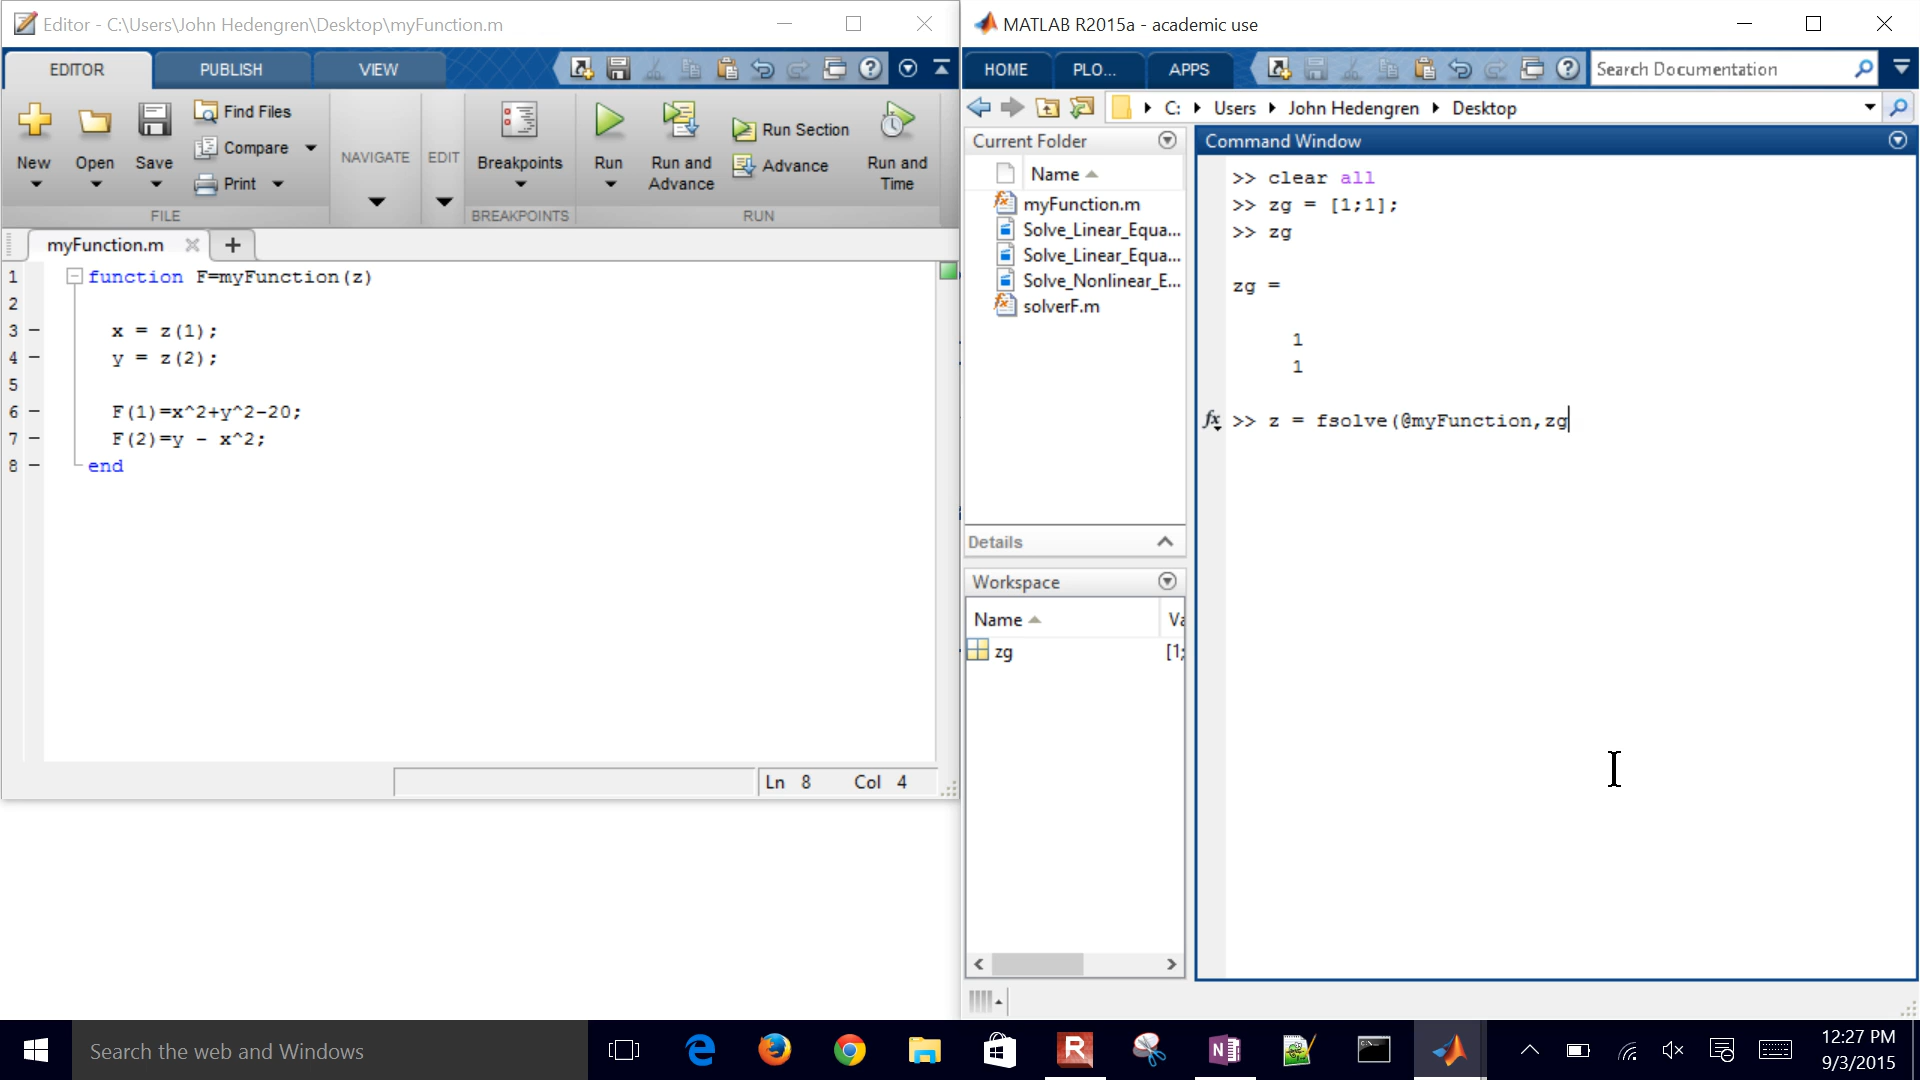 Editor - C:\Users\John Hedengren\Desktop\myFunction.m
EDITOR PUBLISH VIEW
New Open Save
Find Files
Compare
Print
FILE
NAVIGATE
EDIT
Breakpoints
BREAKPOINTS
Run
Run and Advance
Run Section
Advance
Run and Time
RUN
myFunction.m
1 function F=myFunction(z)
2
3 – x = z(1);
4 – y = z(2);
5
6 – F(1)=x^2+y^2-20;
7 – F(2)=y - x^2;
8 – end
Ln 8 Col 4
MATLAB R2015a - academic use
HOME PLO... APPS
Search Documentation
C: Users John Hedengren Desktop
Current Folder
Name
myFunction.m
Solve_Linear_Equa...
Solve_Linear_Equa...
Solve_Nonlinear_E...
solverF.m
Details
Workspace
Name Va
zg [1;
Command Window
>> clear all
>> zg = [1;1];
>> zg
zg =
1
1
fx >> z = fsolve(@myFunction,zg
Search the web and Windows
12:27 PM
9/3/2015